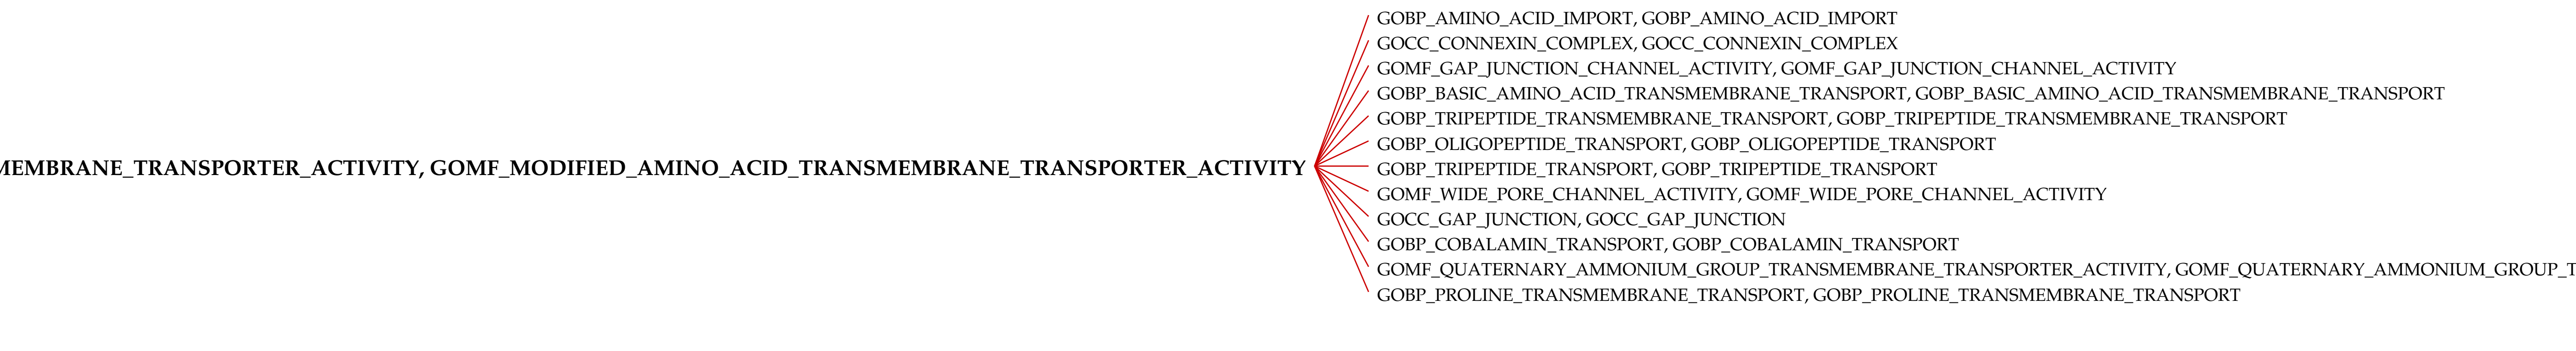 GOBP_AMINO_ACID_IMPORT, GOBP_AMINO_ACID_IMPORT
GOCC_CONNEXIN_COMPLEX, GOCC_CONNEXIN_COMPLEX
GOMF_GAP_JUNCTION_CHANNEL_ACTIVITY, GOMF_GAP_JUNCTION_CHANNEL_ACTIVITY
GOBP_BASIC_AMINO_ACID_TRANSMEMBRANE_TRANSPORT, GOBP_BASIC_AMINO_ACID_TRANSMEMBRANE_TRANSPORT
GOBP_TRIPEPTIDE_TRANSMEMBRANE_TRANSPORT, GOBP_TRIPEPTIDE_TRANSMEMBRANE_TRANSPORT
GOBP_OLIGOPEPTIDE_TRANSPORT, GOBP_OLIGOPEPTIDE_TRANSPORT
MEMBRANE_TRANSPORTER_ACTIVITY, GOMF_MODIFIED_AMINO_ACID_TRANSMEMBRANE_TRANSPORTER_ACTIVITY
GOBP_TRIPEPTIDE_TRANSPORT, GOBP_TRIPEPTIDE_TRANSPORT
GOMF_WIDE_PORE_CHANNEL_ACTIVITY, GOMF_WIDE_PORE_CHANNEL_ACTIVITY
GOCC_GAP_JUNCTION, GOCC_GAP_JUNCTION
GOBP_COBALAMIN_TRANSPORT, GOBP_COBALAMIN_TRANSPORT
GOMF_QUATERNARY_AMMONIUM_GROUP_TRANSMEMBRANE_TRANSPORTER_ACTIVITY, GOMF_QUATERNARY_AMMONIUM_GROUP_T
GOBP_PROLINE_TRANSMEMBRANE_TRANSPORT, GOBP_PROLINE_TRANSMEMBRANE_TRANSPORT